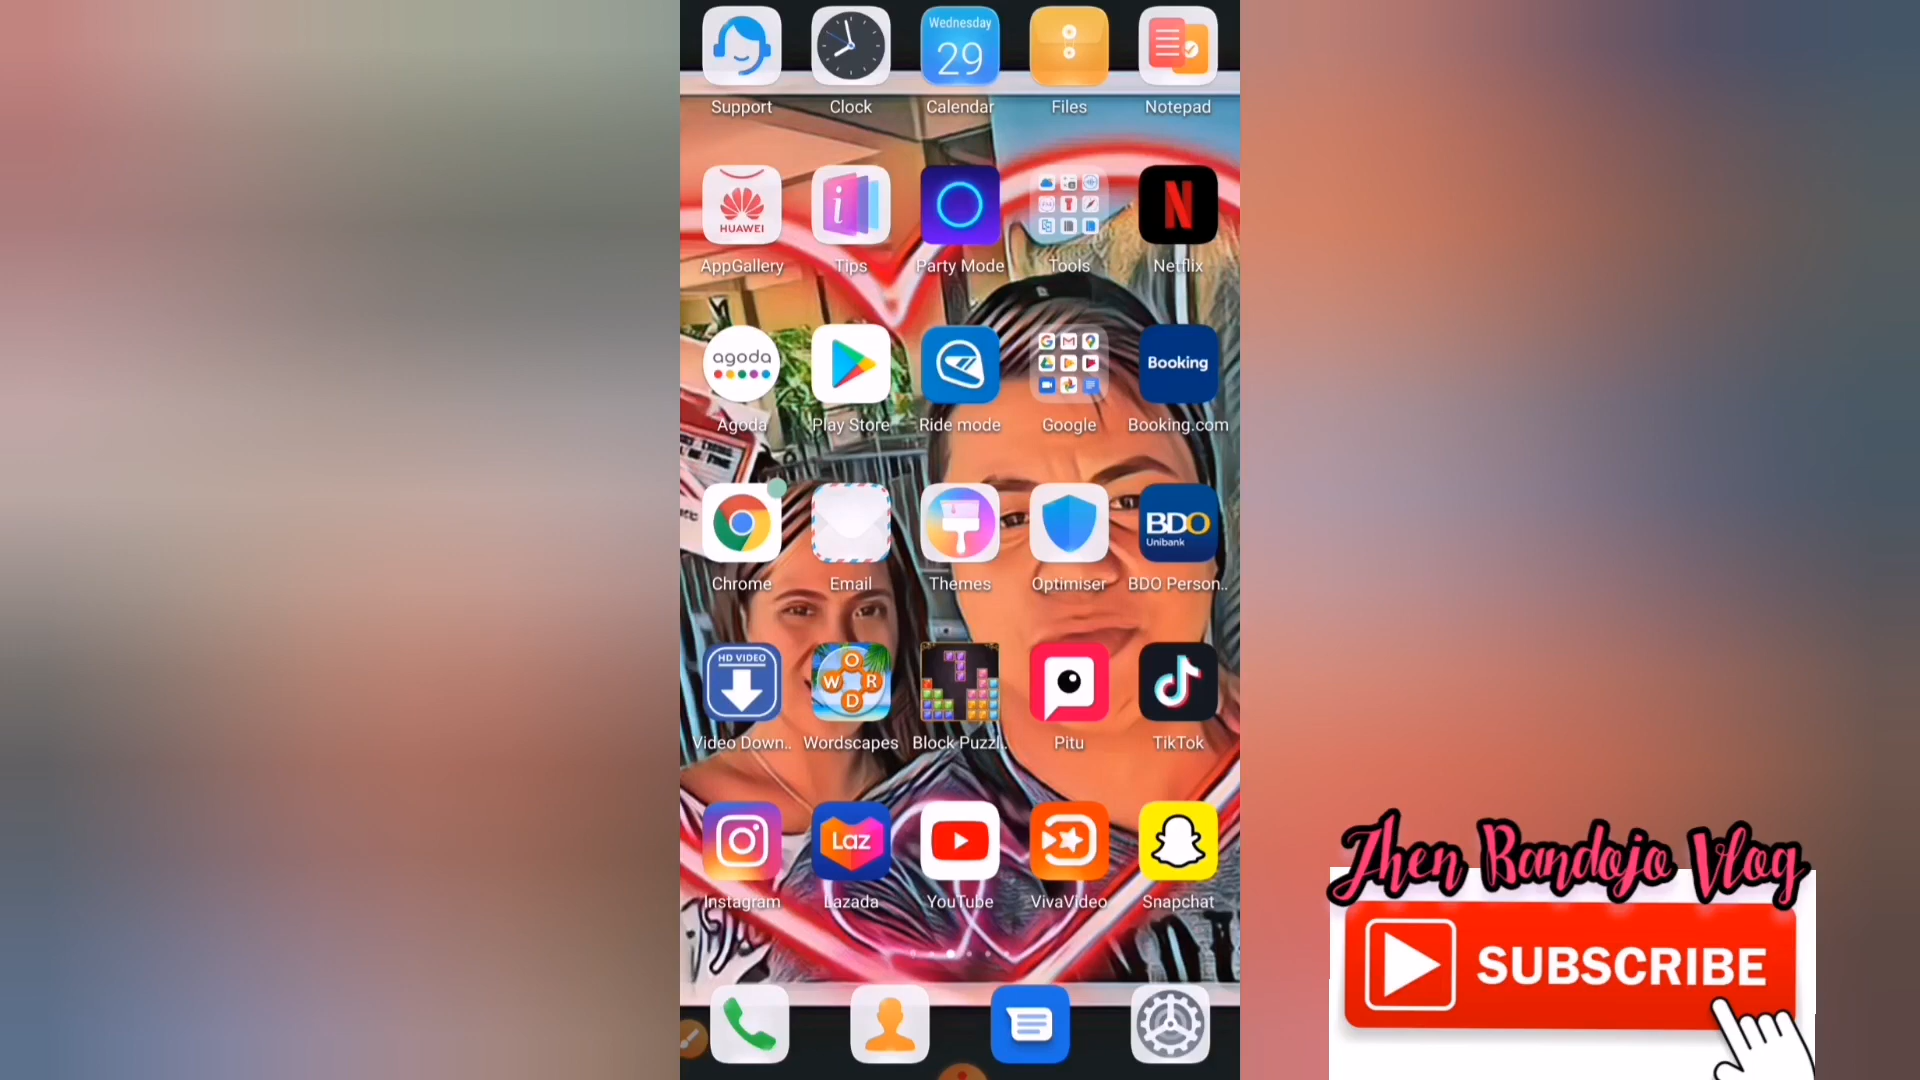 Wednesday
29
Support Clock Calendar Files Notepad
HUAWEI
AppGallery Tips Party Mode Tools Netflix
agoda
Booking
Agoda Play Store Ride mode Google Booking.com
BDO
Unibank
Chrome Email Themes Optimiser BDO Person..
HD VIDEO
W O R D
Video Down.. Wordscapes Block Puzzl.. Pitu TikTok
Laz
Instagram Lazada YouTube VivaVideo Snapchat
Jhen Bandojo Vlog
SUBSCRIBE